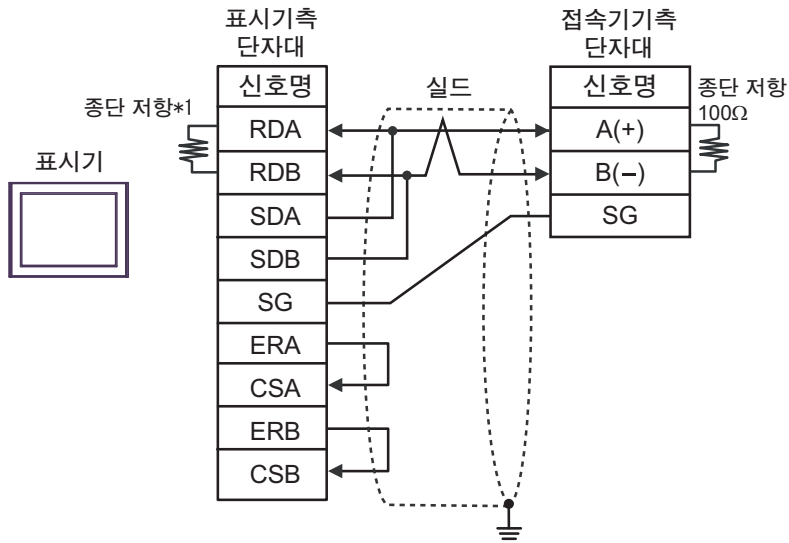 표시기측
단자대
접속기기측
단자대
신호명
실드
신호명
종단 저항
100Ω
종단 저항*1
RDA
A(+)
표시기
RDB
B(−)
SDA
SG
SDB
SG
ERA
CSA
ERB
CSB